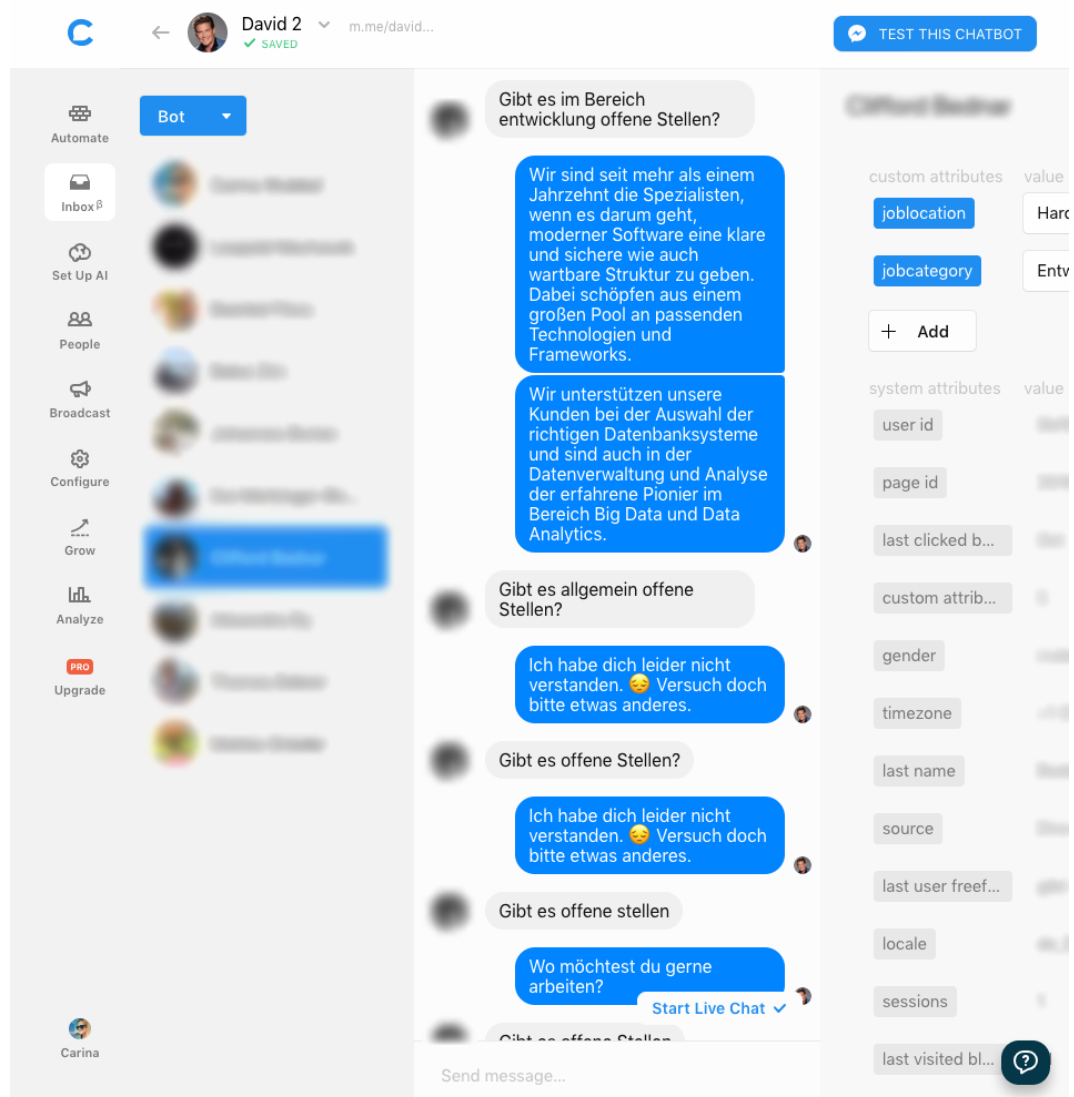 David 2
SAVED
m.me/david...
TEST THIS CHATBOT
Automate
Inbox β
Set Up AI
People
Broadcast
Configure
Grow
Analyze
PRO
Upgrade
Carina
Bot
Gibt es im Bereich
entwicklung offene Stellen?
Wir sind seit mehr als einem
Jahrzehnt die Spezialisten,
wenn es darum geht,
moderner Software eine klare
und sichere wie auch
wartbare Struktur zu geben.
Dabei schöpfen aus einem
großen Pool an passenden
Technologien und
Frameworks.
Wir unterstützen unsere
Kunden bei der Auswahl der
richtigen Datenbanksysteme
und sind auch in der
Datenverwaltung und Analyse
der erfahrene Pionier im
Bereich Big Data und Data
Analytics.
Gibt es allgemein offene
Stellen?
Ich habe dich leider nicht
verstanden. 😔 Versuch doch
bitte etwas anderes.
Gibt es offene Stellen?
Ich habe dich leider nicht
verstanden. 😔 Versuch doch
bitte etwas anderes.
Gibt es offene stellen
Wo möchtest du gerne
arbeiten?
Start Live Chat
Gibt es offene Stellen
Send message...
custom attributes value
joblocation Hard
jobcategory Entw
+ Add
system attributes value
user id
page id
last clicked b...
custom attrib...
gender
timezone
last name
source
last user freef...
locale
sessions
last visited bl...